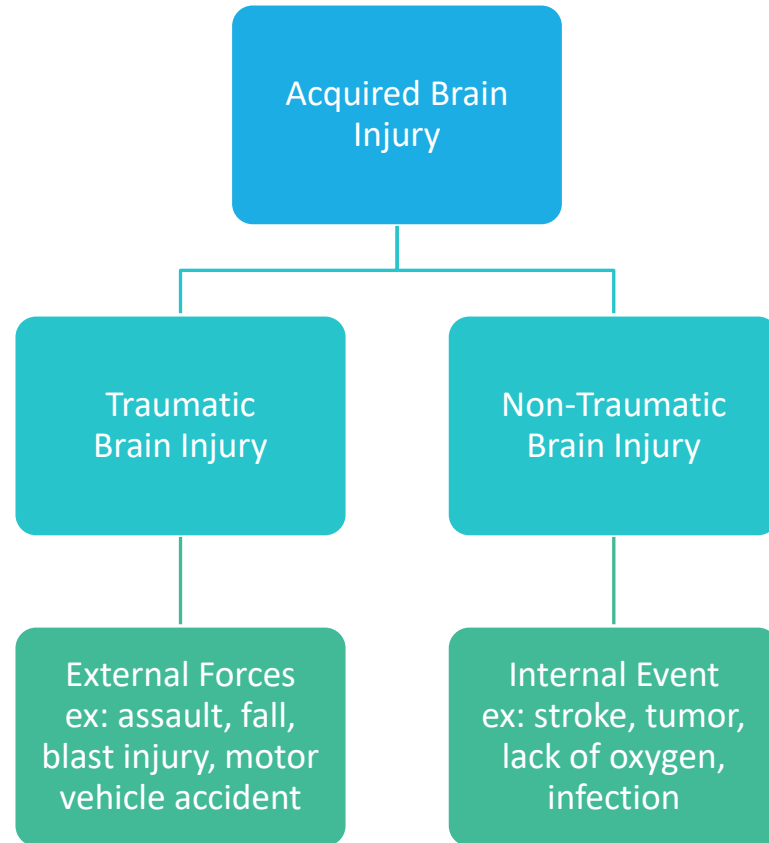 Acquired Brain
Injury
Traumatic
Brain Injury
Non-Traumatic
Brain Injury
External Forces
ex: assault, fall,
blast injury, motor
vehicle accident
Internal Event
ex: stroke, tumor,
lack of oxygen,
infection